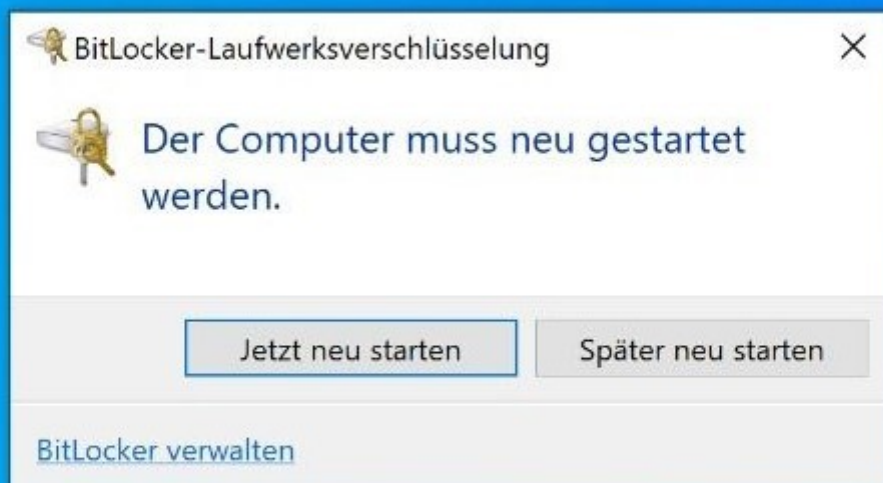 BitLocker-Laufwerksverschlüsselung
Der Computer muss neu gestartet
werden.
Jetzt neu starten
Später neu starten
BitLocker verwalten